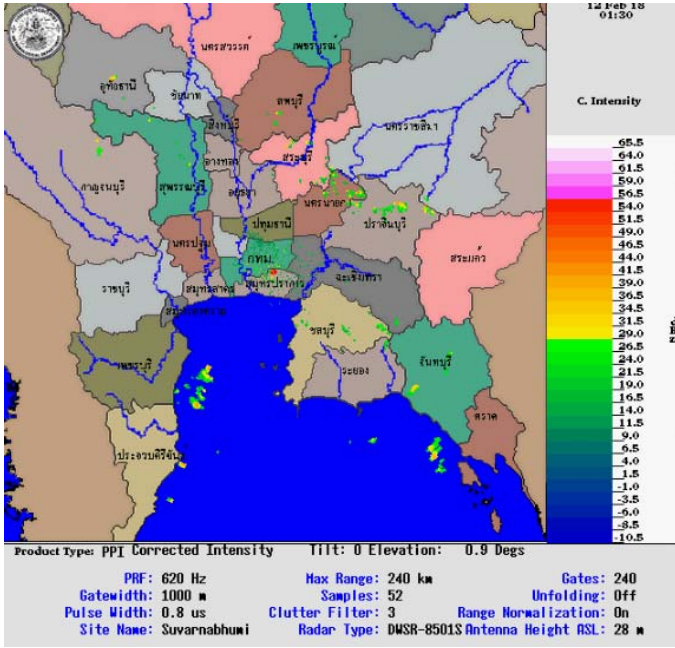 12 Feb 18
01:30
C. Intensity
65.5
64.0
61.5
59.0
56.5
54.0
51.5
49.0
46.5
44.0
41.5
39.0
36.5
34.0
31.5
29.0
26.5
24.0
21.5
19.0
16.5
14.0
9.0
6.5
4.0
1.5
-1.0
-3.5
-6.0
-8.5
-10.5
นครสวรรค์
เพชรบูรณ์
อุทัยธานี
ชัยนาท
ลพบุรี
สิงห์บุรี
นครราชสีมา
อ่างทอง
สระบุรี
กาญจนบุรี
สุพรรณบุรี
อยุธยา
นครนายก
ปราจีนบุรี
ปทุมธานี
นครปฐม
กทม.
สระแก้ว
ราชบุรี
สมุทรสาคร
สมุทรปราการ
ฉะเชิงเทรา
สมุทรสงคราม
ชลบุรี
เพชรบุรี
ระยอง
จันทบุรี
ตราด
ประจวบคีรีขันธ์
Product Type: PPI Corrected Intensity Tilt: 0 Elevation: 0.9 Degs
PRF: 620 Hz Max Range: 240 km Gates: 240
Gatewidth: 1000 m Samples: 52 Unfolding: Off
Pulse Width: 0.8 us Clutter Filter: 3 Range Normalization: On
Site Name: Suvarnabhumi Radar Type: DWSR-8501S Antenna Height ASL: 28 m